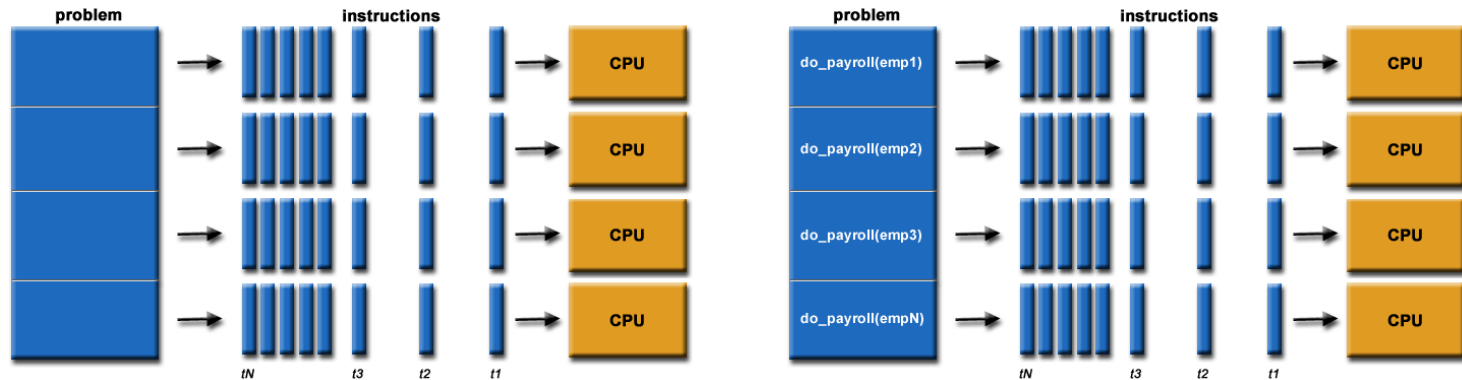 problem instructions problem instructions
CPU do_payroll(emp1) CPU
CPU do_payroll(emp2) CPU
CPU do_payroll(emp3) CPU
CPU do_payroll(empN) CPU
tN t3 t2 t1 tN t3 t2 t1